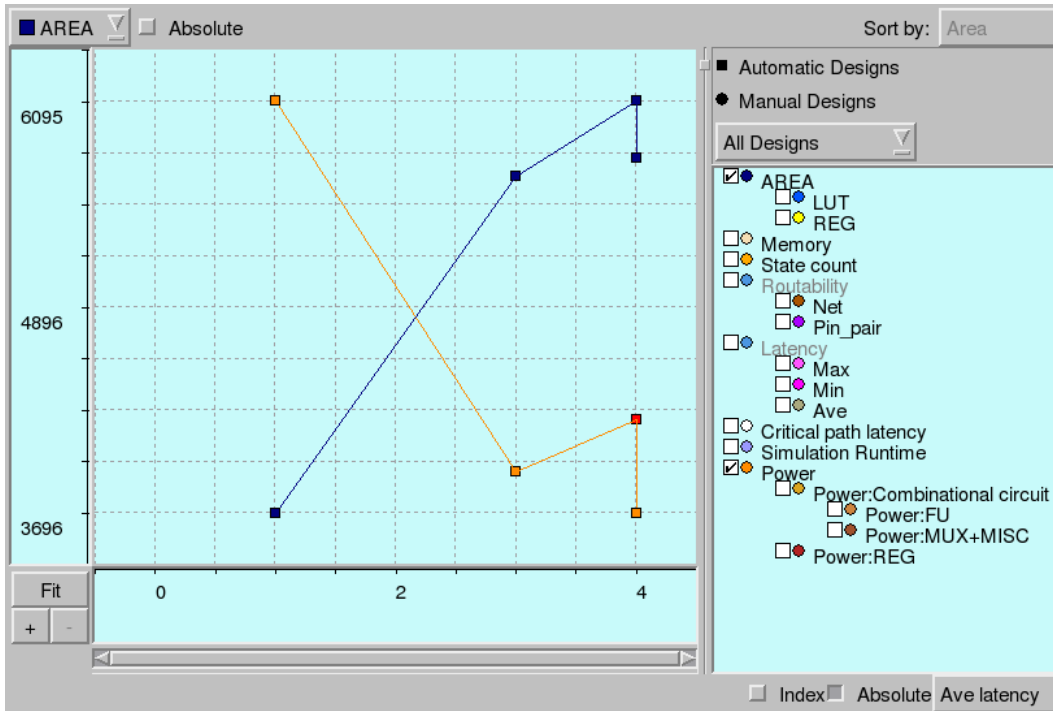 AREA Absolute Sort by: Area
Automatic Designs
Manual Designs
All Designs
6095
4896
3696
0 2 4
Fit
+ -
AREA
LUT
REG
Memory
State count
Routability
Net
Pin_pair
Latency
Max
Min
Ave
Critical path latency
Simulation Runtime
Power
Power:Combinational circuit
Power:FU
Power:MUX+MISC
Power:REG
Index Absolute Ave latency